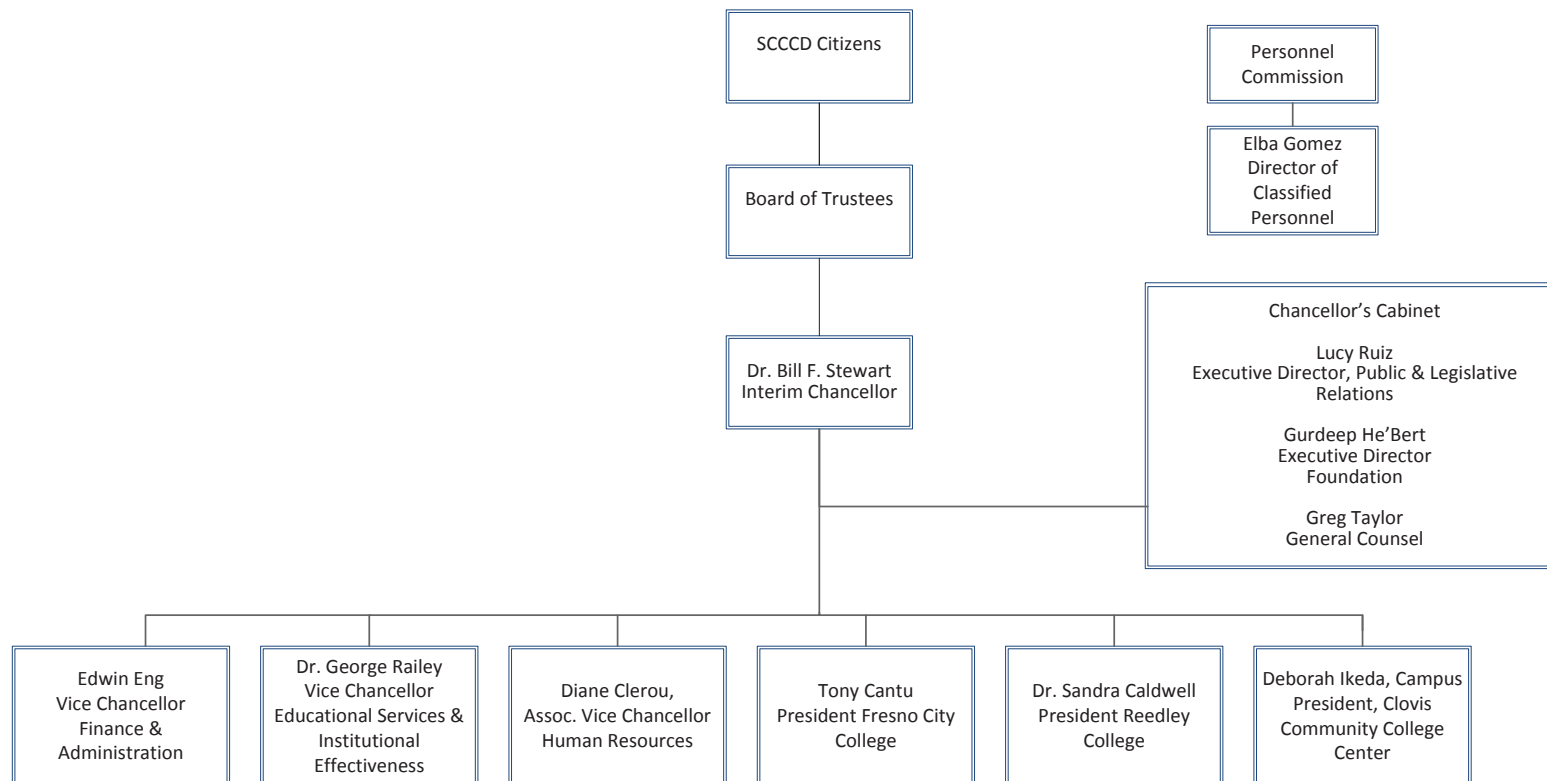 SCCCD Citizens
Personnel
Commission
Elba Gomez
Director of
Classified
Personnel
Board of Trustees
Dr. Bill F. Stewart
Interim Chancellor
Chancellor’s Cabinet
Lucy Ruiz
Executive Director, Public & Legislative
Relations
Gurdeep He’Bert
Executive Director
Foundation
Greg Taylor
General Counsel
Edwin Eng
Vice Chancellor
Finance &
Administration
Dr. George Railey
Vice Chancellor
Educational Services &
Institutional
Effectiveness
Diane Clerou,
Assoc. Vice Chancellor
Human Resources
Tony Cantu
President Fresno City
College
Dr. Sandra Caldwell
President Reedley
College
Deborah Ikeda, Campus
President, Clovis
Community College
Center